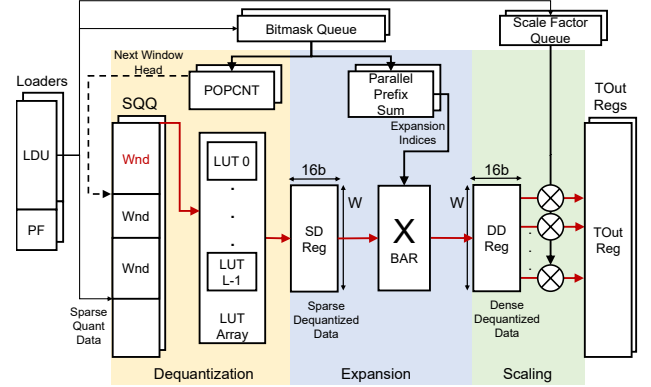 Bitmask Queue
Scale Factor
Queue
Next Window
Head
Loaders
POPCNT
Parallel
Prefix
Sum
TOut
Regs
SQQ
Expansion
Indices
LDU
Wnd
LUT 0
.
.
.
16b
16b
W
SD
Reg
X
BAR
W
DD
Reg
.
.
.
.
PF
Wnd
Wnd
LUT
L-1
TOut
Reg
Sparse
Quant
Data
LUT
Array
Sparse
Dequantized
Data
Dense
Dequantized
Data
Dequantization
Expansion
Scaling